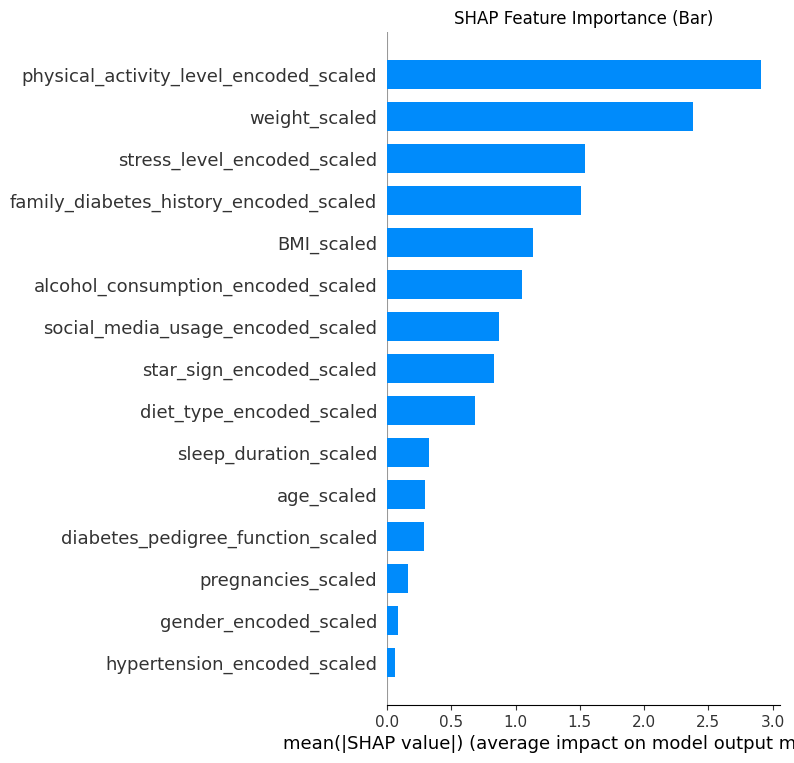 SHAP Feature Importance (Bar)
physical_activity_level_encoded_scaled
weight_scaled
stress_level_encoded_scaled
family_diabetes_history_encoded_scaled
BMI_scaled
alcohol_consumption_encoded_scaled
social_media_usage_encoded_scaled
star_sign_encoded_scaled
diet_type_encoded_scaled
sleep_duration_scaled
age_scaled
diabetes_pedigree_function_scaled
pregnancies_scaled
gender_encoded_scaled
hypertension_encoded_scaled
0.0 0.5 1.0 1.5 2.0 2.5 3.0
mean(|SHAP value|) (average impact on model output m